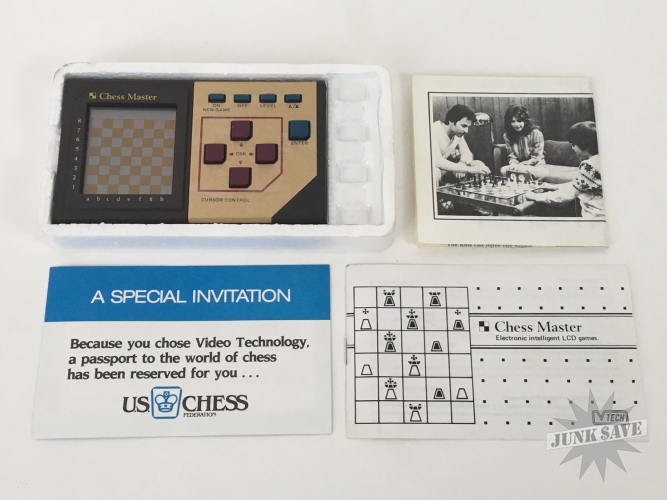 Chess Master
ON
NEW GAME
OFF
LEVEL
ENTER
CSR
CURSOR CONTROL
8
7
6
5
4
3
2
1
a b c d e f g h
A SPECIAL INVITATION
Because you chose Video Technology,
a passport to the world of chess
has been reserved for you . . .
U.S. CHESS
FEDERATION
Chess Master
Electronic intelligent LCD games.
VTECH
JUNK SAVE